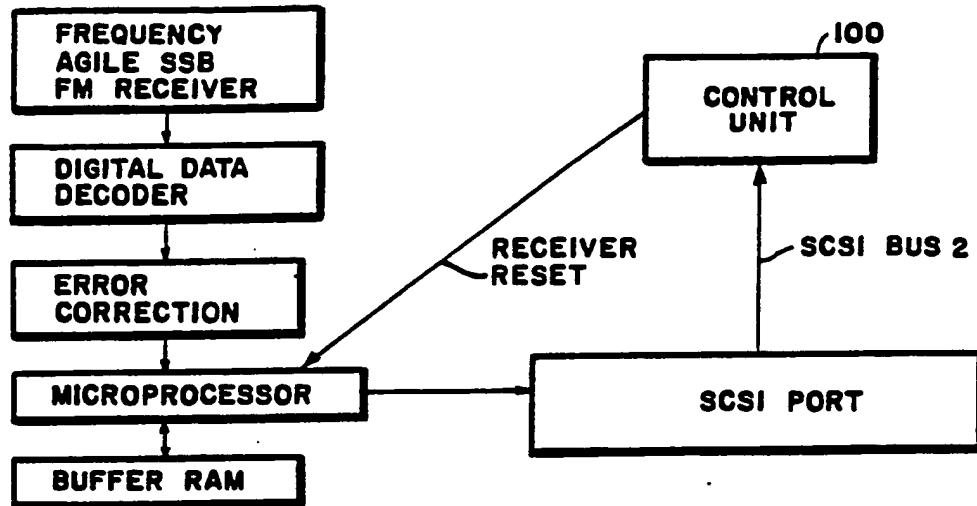 FREQUENCY
AGILE SSB
FM RECEIVER
100
CONTROL
UNIT
DIGITAL DATA
DECODER
RECEIVER
RESET
SCSI BUS 2
ERROR
CORRECTION
MICROPROCESSOR
SCSI PORT
BUFFER RAM